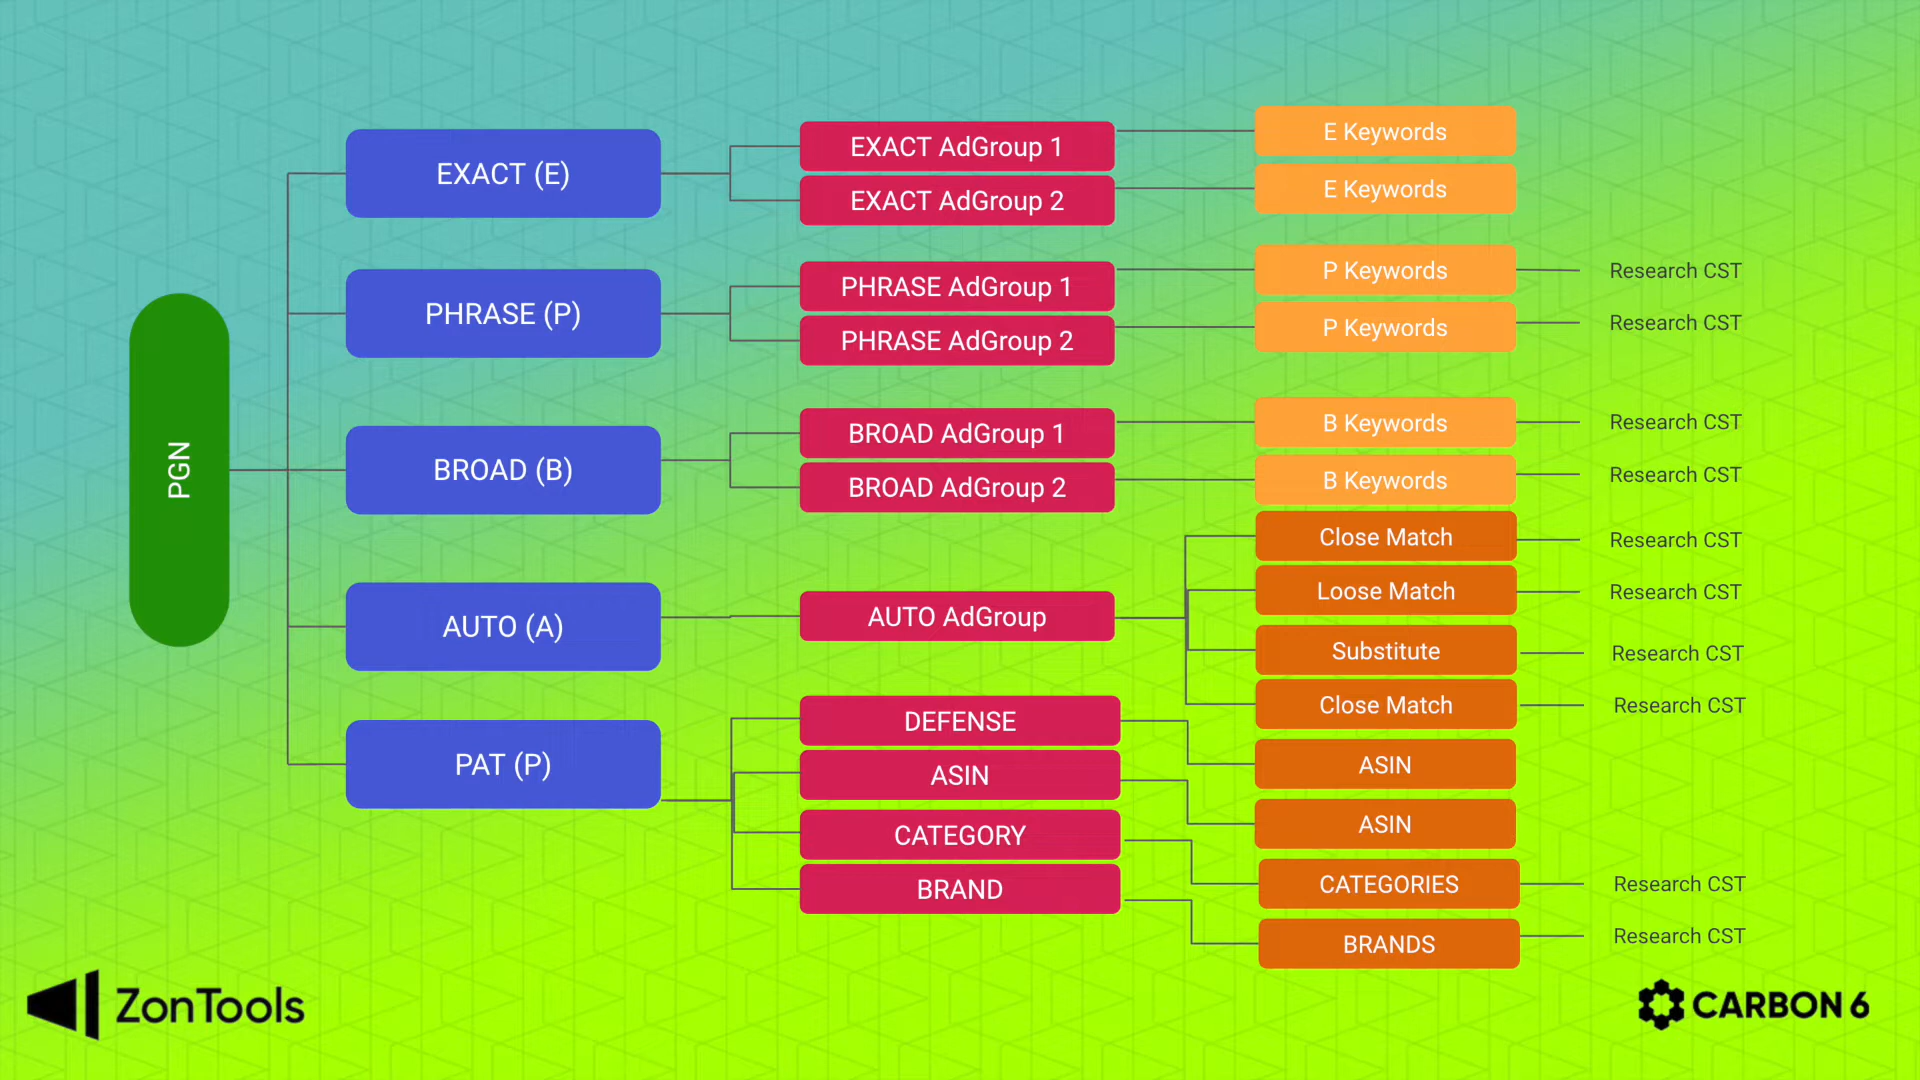 PGN
EXACT (E)
EXACT AdGroup 1
E Keywords
EXACT AdGroup 2
E Keywords
PHRASE (P)
PHRASE AdGroup 1
P Keywords
Research CST
PHRASE AdGroup 2
P Keywords
Research CST
BROAD (B)
BROAD AdGroup 1
B Keywords
Research CST
BROAD AdGroup 2
B Keywords
Research CST
AUTO (A)
AUTO AdGroup
Close Match
Research CST
Loose Match
Research CST
Substitute
Research CST
Close Match
Research CST
PAT (P)
DEFENSE
ASIN
ASIN
ASIN
CATEGORY
CATEGORIES
Research CST
BRAND
BRANDS
Research CST
ZonTools
CARBON 6